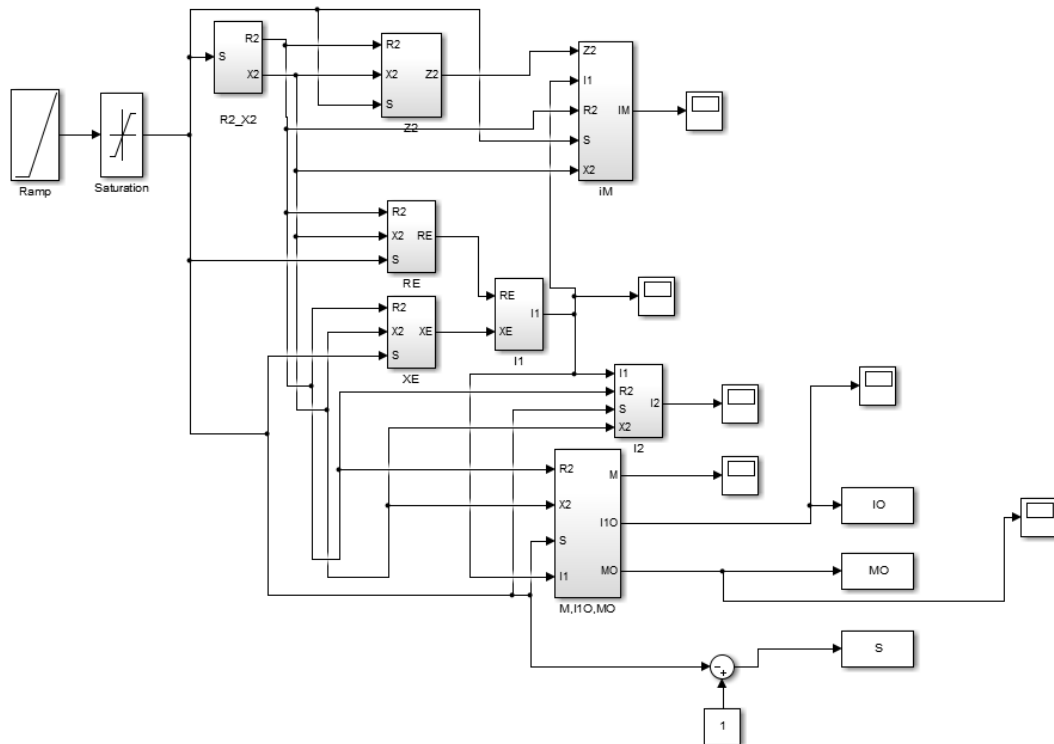 Ramp
Saturation
S
R2
X2
R2_X2
R2
X2
S
Z2
Z2
Z2
I1
R2
S
X2
IM
iM
R2
X2
S
RE
RE
R2
X2
S
XE
XE
RE
XE
I1
I1
I1
R2
S
X2
I2
I2
R2
X2
S
I1
M
I1O
MO
M,I1O,MO
IO
MO
S
-
+
1